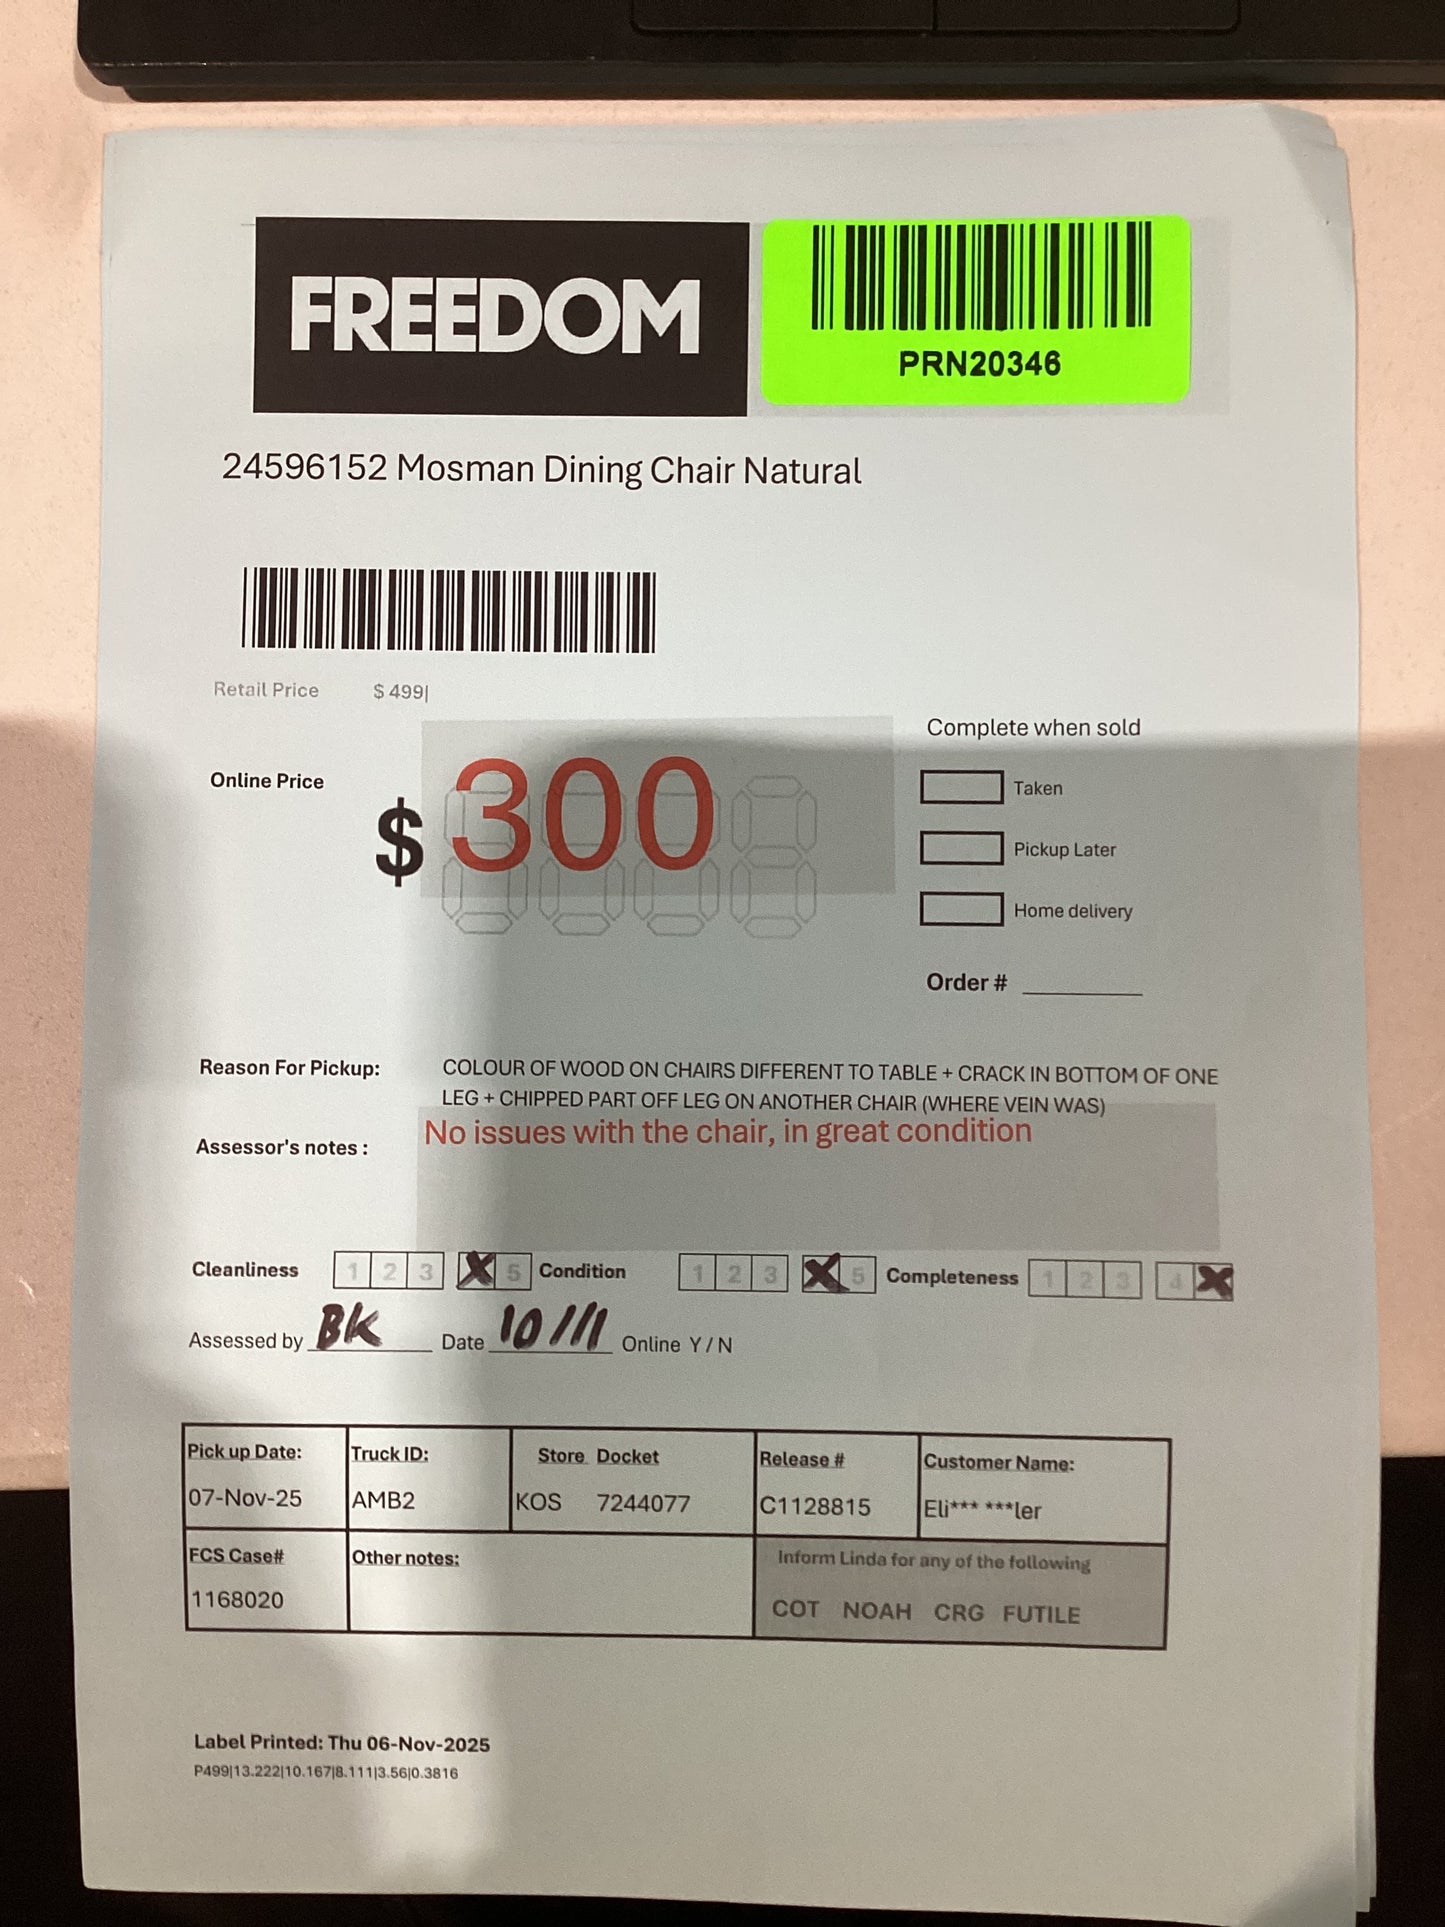 FREEDOM
PRN20346
24596152 Mosman Dining Chair Natural
Retail Price $ 499|
Complete when sold
Online Price
$ 300
Taken
Pickup Later
Home delivery
Order #
Reason For Pickup: COLOUR OF WOOD ON CHAIRS DIFFERENT TO TABLE + CRACK IN BOTTOM OF ONE
LEG + CHIPPED PART OFF LEG ON ANOTHER CHAIR (WHERE VEIN WAS)
Assessor's notes : No issues with the chair, in great condition
Cleanliness 1 2 3 X 5 Condition 1 2 3 X 5 Completeness 1 2 3 4 X
Assessed by BK Date 10/11 Online Y / N
Pick up Date: Truck ID: Store Docket Release # Customer Name:
07-Nov-25 AMB2 KOS 7244077 C1128815 Eli*** ***ler
FCS Case# Other notes: Inform Linda for any of the following
1168020 COT NOAH CRG FUTILE
Label Printed: Thu 06-Nov-2025
P499|13.222|10.167|8.111|3.56|0.3816